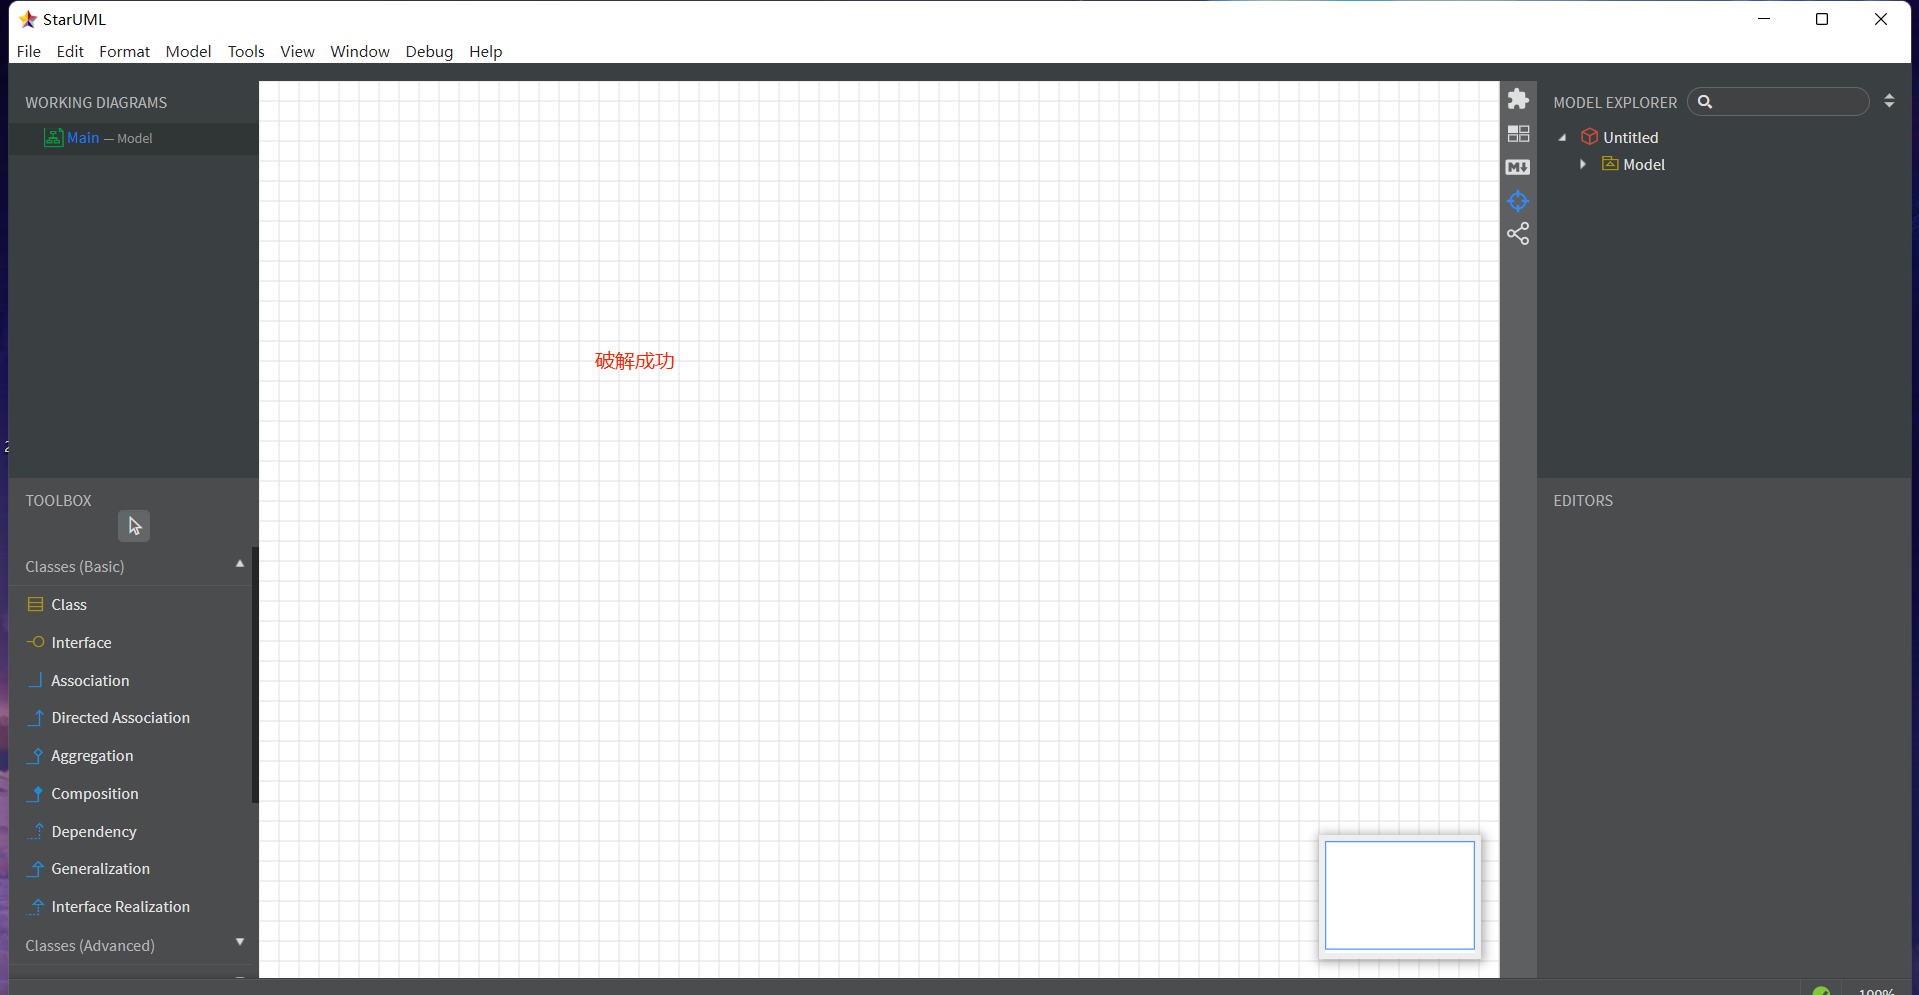 StarUML
File Edit Format Model Tools View Window Debug Help
WORKING DIAGRAMS
Main — Model
破解成功
MODEL EXPLORER
Untitled
Model
TOOLBOX
Classes (Basic)
Class
Interface
Association
Directed Association
Aggregation
Composition
Dependency
Generalization
Interface Realization
Classes (Advanced)
EDITORS
100%